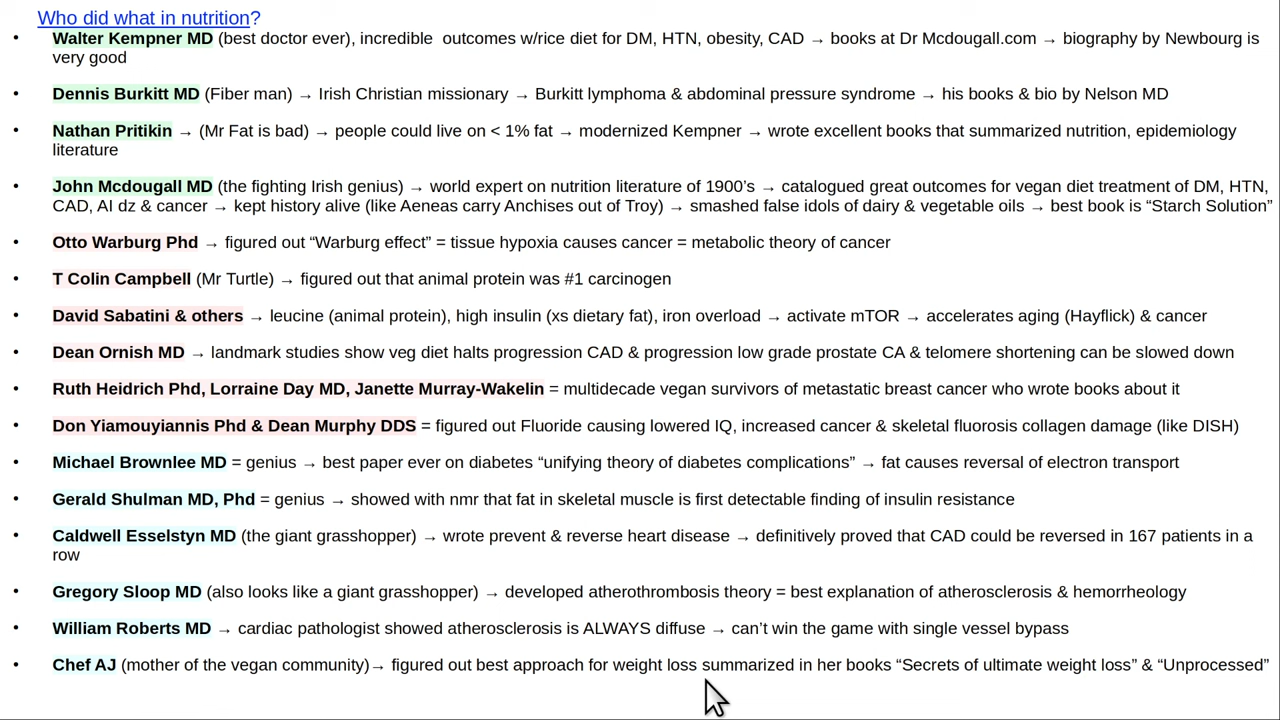 Who did what in nutrition?
• Walter Kempner MD (best doctor ever), incredible  outcomes w/rice diet for DM, HTN, obesity, CAD → books at Dr Mcdougall.com → biography by Newbourg is
very good
• Dennis Burkitt MD (Fiber man) → Irish Christian missionary → Burkitt lymphoma & abdominal pressure syndrome → his books & bio by Nelson MD
• Nathan Pritikin → (Mr Fat is bad) → people could live on < 1% fat → modernized Kempner → wrote excellent books that summarized nutrition, epidemiology
literature
• John Mcdougall MD (the fighting Irish genius) → world expert on nutrition literature of 1900’s → catalogued great outcomes for vegan diet treatment of DM, HTN,
CAD, AI dz & cancer → kept history alive (like Aeneas carry Anchises out of Troy) → smashed false idols of dairy & vegetable oils → best book is “Starch Solution”
• Otto Warburg Phd → figured out “Warburg effect” = tissue hypoxia causes cancer = metabolic theory of cancer
• T Colin Campbell (Mr Turtle) → figured out that animal protein was #1 carcinogen
• David Sabatini & others → leucine (animal protein), high insulin (xs dietary fat), iron overload → activate mTOR → accelerates aging (Hayflick) & cancer
• Dean Ornish MD → landmark studies show veg diet halts progression CAD & progression low grade prostate CA & telomere shortening can be slowed down
• Ruth Heidrich Phd, Lorraine Day MD, Janette Murray-Wakelin = multidecade vegan survivors of metastatic breast cancer who wrote books about it
• Don Yiamouyiannis Phd & Dean Murphy DDS = figured out Fluoride causing lowered IQ, increased cancer & skeletal fluorosis collagen damage (like DISH)
• Michael Brownlee MD = genius → best paper ever on diabetes “unifying theory of diabetes complications” → fat causes reversal of electron transport
• Gerald Shulman MD, Phd = genius → showed with nmr that fat in skeletal muscle is first detectable finding of insulin resistance
• Caldwell Esselstyn MD (the giant grasshopper) → wrote prevent & reverse heart disease → definitively proved that CAD could be reversed in 167 patients in a
row
• Gregory Sloop MD (also looks like a giant grasshopper) → developed atherothrombosis theory = best explanation of atherosclerosis & hemorrheology
• William Roberts MD → cardiac pathologist showed atherosclerosis is ALWAYS diffuse → can’t win the game with single vessel bypass
• Chef AJ (mother of the vegan community)→ figured out best approach for weight loss summarized in her books “Secrets of ultimate weight loss” & “Unprocessed”